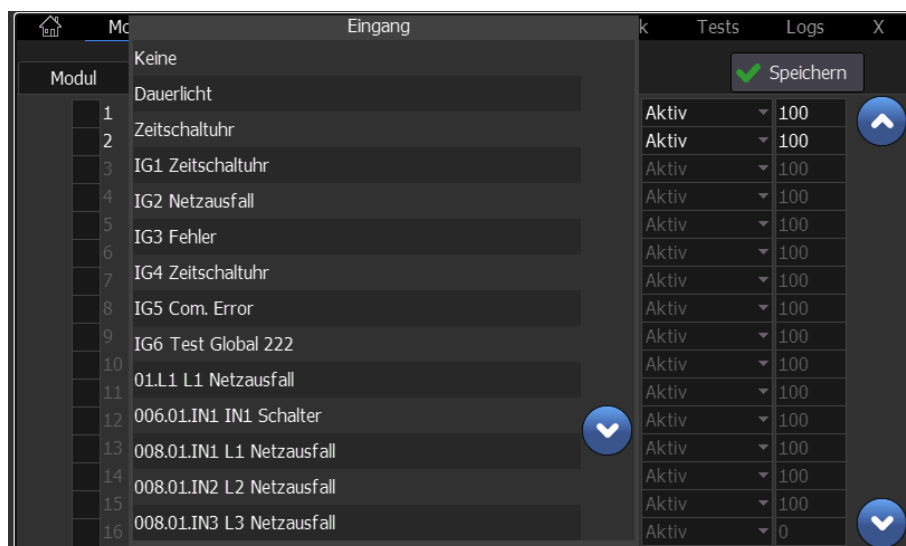 Mo Eingang k Tests Logs X
Modul Speichern
Keine
Dauerlicht
Zeitschaltuhr
IG1 Zeitschaltuhr
IG2 Netzausfall
IG3 Fehler
IG4 Zeitschaltuhr
IG5 Com. Error
IG6 Test Global 222
01.L1 L1 Netzausfall
006.01.IN1 IN1 Schalter
008.01.IN1 L1 Netzausfall
008.01.IN2 L2 Netzausfall
008.01.IN3 L3 Netzausfall
1 Aktiv 100
2 Aktiv 100
3 Aktiv 100
4 Aktiv 100
5 Aktiv 100
6 Aktiv 100
7 Aktiv 100
8 Aktiv 100
9 Aktiv 100
10 Aktiv 100
11 Aktiv 100
12 Aktiv 100
13 Aktiv 100
14 Aktiv 100
15 Aktiv 100
16 Aktiv 0